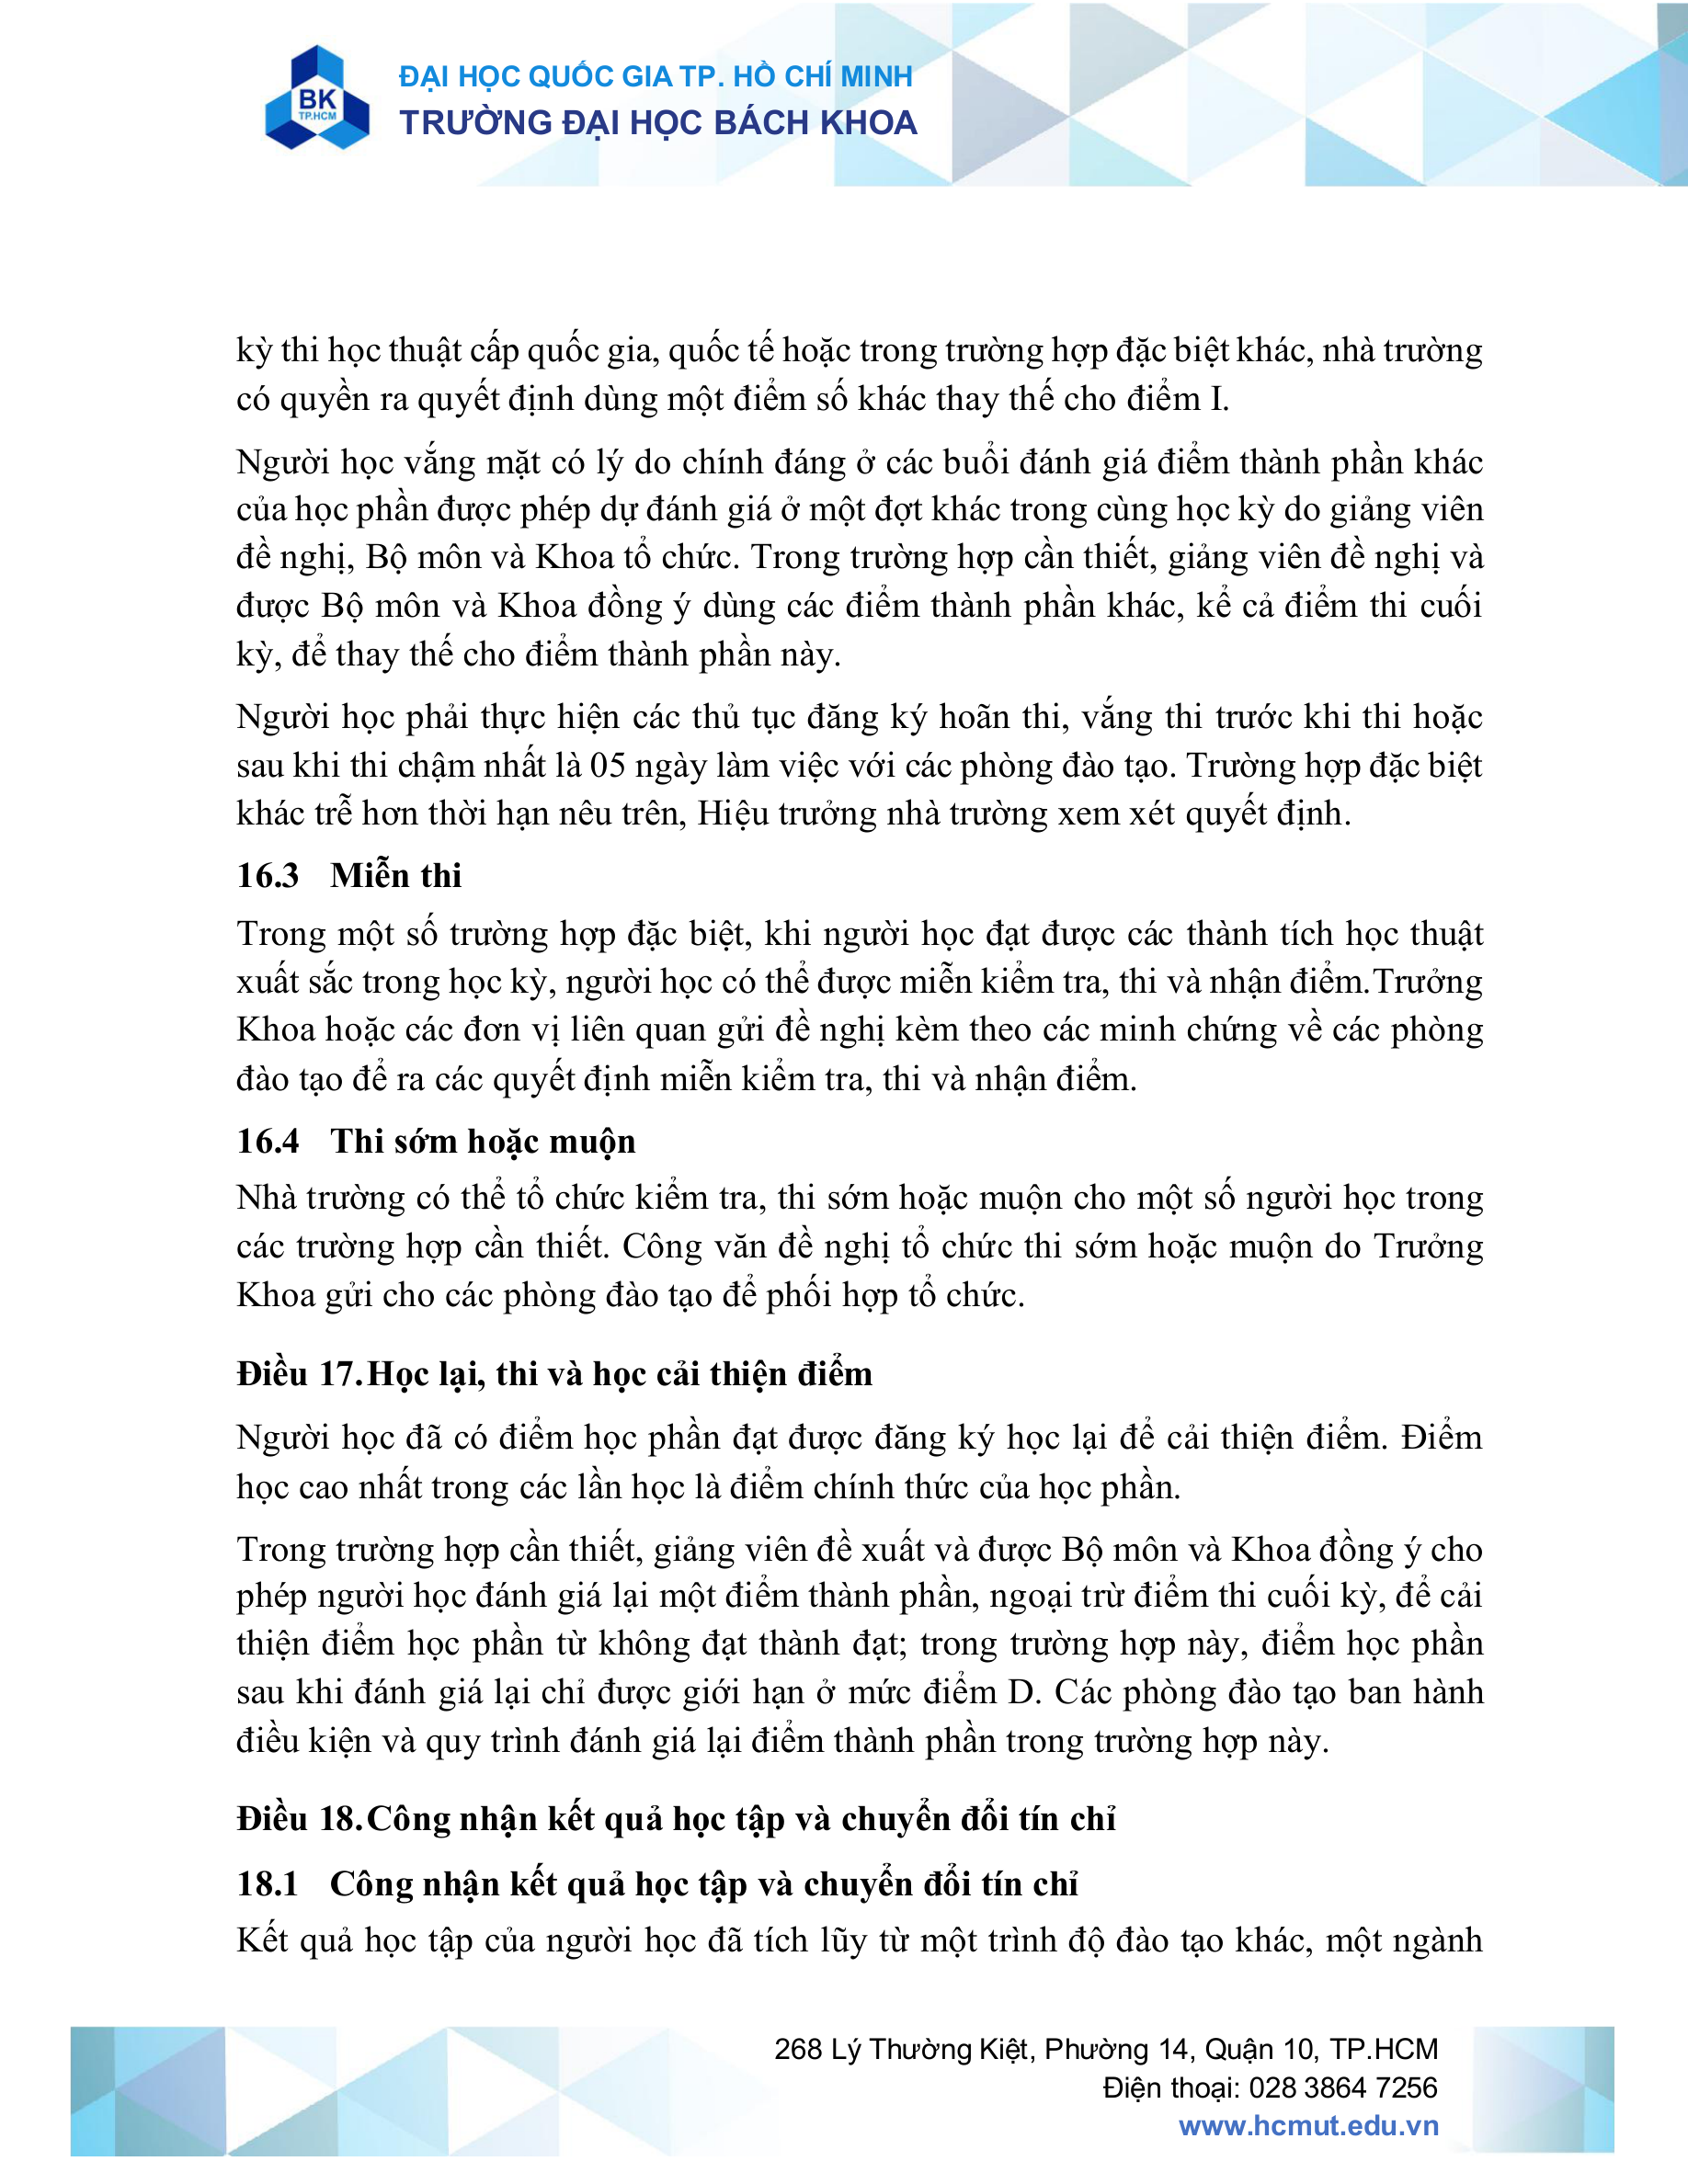 BK
TP.HCM
ĐẠI HỌC QUỐC GIA TP. HỒ CHÍ MINH
TRƯỜNG ĐẠI HỌC BÁCH KHOA
kỳ thi học thuật cấp quốc gia, quốc tế hoặc trong trường hợp đặc biệt khác, nhà trường
có quyền ra quyết định dùng một điểm số khác thay thế cho điểm I.
Người học vắng mặt có lý do chính đáng ở các buổi đánh giá điểm thành phần khác
của học phần được phép dự đánh giá ở một đợt khác trong cùng học kỳ do giảng viên
đề nghị, Bộ môn và Khoa tổ chức. Trong trường hợp cần thiết, giảng viên đề nghị và
được Bộ môn và Khoa đồng ý dùng các điểm thành phần khác, kể cả điểm thi cuối
kỳ, để thay thế cho điểm thành phần này.
Người học phải thực hiện các thủ tục đăng ký hoãn thi, vắng thi trước khi thi hoặc
sau khi thi chậm nhất là 05 ngày làm việc với các phòng đào tạo. Trường hợp đặc biệt
khác trễ hơn thời hạn nêu trên, Hiệu trưởng nhà trường xem xét quyết định.
16.3 Miễn thi
Trong một số trường hợp đặc biệt, khi người học đạt được các thành tích học thuật
xuất sắc trong học kỳ, người học có thể được miễn kiểm tra, thi và nhận điểm.Trưởng
Khoa hoặc các đơn vị liên quan gửi đề nghị kèm theo các minh chứng về các phòng
đào tạo để ra các quyết định miễn kiểm tra, thi và nhận điểm.
16.4 Thi sớm hoặc muộn
Nhà trường có thể tổ chức kiểm tra, thi sớm hoặc muộn cho một số người học trong
các trường hợp cần thiết. Công văn đề nghị tổ chức thi sớm hoặc muộn do Trưởng
Khoa gửi cho các phòng đào tạo để phối hợp tổ chức.
Điều 17.Học lại, thi và học cải thiện điểm
Người học đã có điểm học phần đạt được đăng ký học lại để cải thiện điểm. Điểm
học cao nhất trong các lần học là điểm chính thức của học phần.
Trong trường hợp cần thiết, giảng viên đề xuất và được Bộ môn và Khoa đồng ý cho
phép người học đánh giá lại một điểm thành phần, ngoại trừ điểm thi cuối kỳ, để cải
thiện điểm học phần từ không đạt thành đạt; trong trường hợp này, điểm học phần
sau khi đánh giá lại chỉ được giới hạn ở mức điểm D. Các phòng đào tạo ban hành
điều kiện và quy trình đánh giá lại điểm thành phần trong trường hợp này.
Điều 18.Công nhận kết quả học tập và chuyển đổi tín chỉ
18.1 Công nhận kết quả học tập và chuyển đổi tín chỉ
Kết quả học tập của người học đã tích lũy từ một trình độ đào tạo khác, một ngành
268 Lý Thường Kiệt, Phường 14, Quận 10, TP.HCM
Điện thoại: 028 3864 7256
www.hcmut.edu.vn